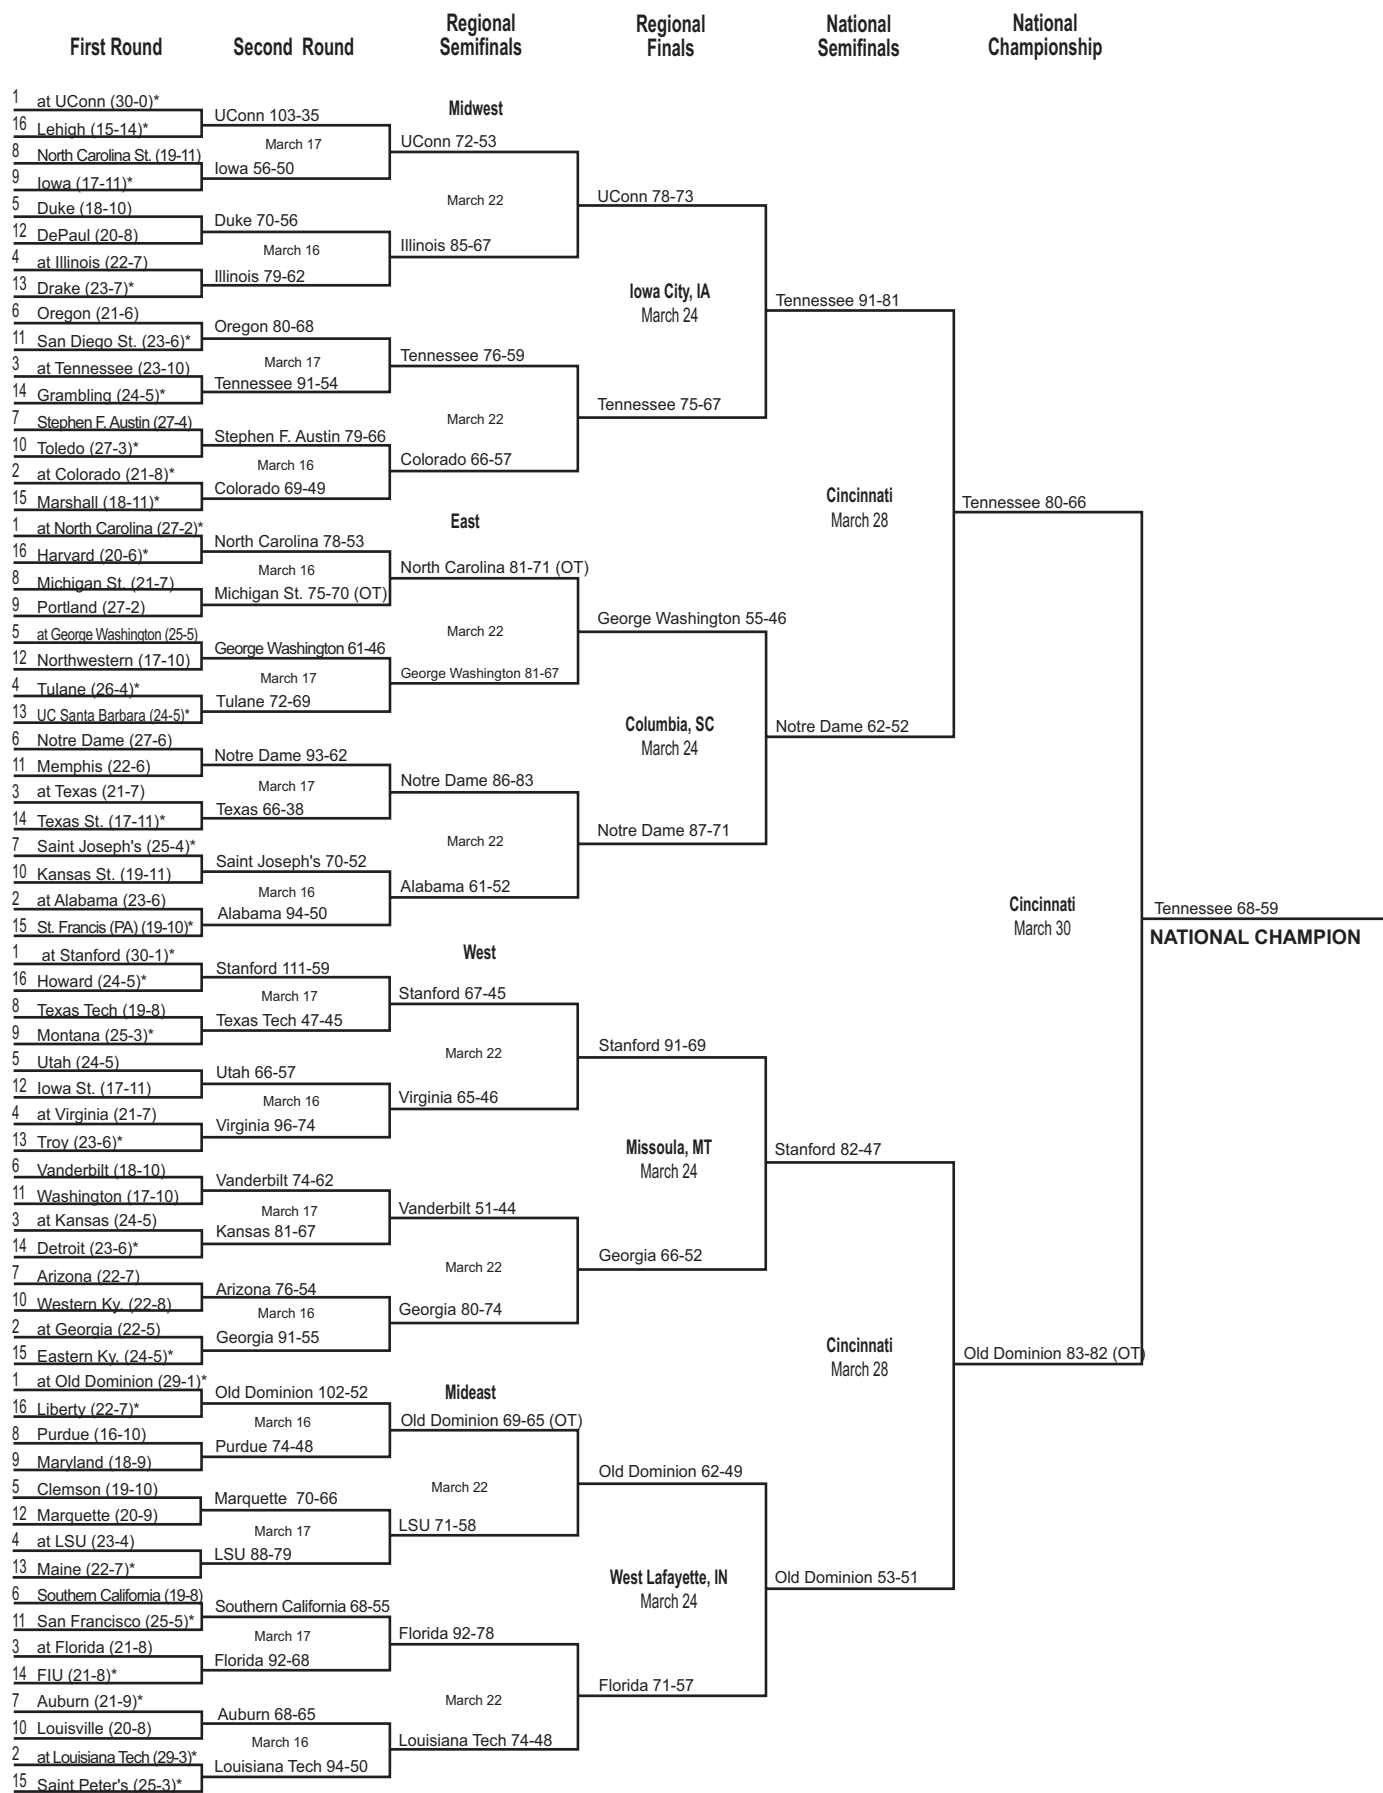 First Round
Second Round
Regional
Semifinals
Regional
Finals
National
Semifinals
National
Championship
1 at UConn (30-0)*
16 Lehigh (15-14)*
8 North Carolina St. (19-11)
9 Iowa (17-11)*
5 Duke (18-10)
12 DePaul (20-8)
4 at Illinois (22-7)
13 Drake (23-7)*
6 Oregon (21-6)
11 San Diego St. (23-6)*
3 at Tennessee (23-10)
14 Grambling (24-5)*
7 Stephen F. Austin (27-4)
10 Toledo (27-3)*
2 at Colorado (21-8)*
15 Marshall (18-11)*
1 at North Carolina (27-2)*
16 Harvard (20-6)*
8 Michigan St. (21-7)
9 Portland (27-2)
5 at George Washington (25-5)
12 Northwestern (17-10)
4 Tulane (26-4)*
13 UC Santa Barbara (24-5)*
6 Notre Dame (27-6)
11 Memphis (22-6)
3 at Texas (21-7)
14 Texas St. (17-11)*
7 Saint Joseph's (25-4)*
10 Kansas St. (19-11)
2 at Alabama (23-6)
15 St. Francis (PA) (19-10)*
1 at Stanford (30-1)*
16 Howard (24-5)*
8 Texas Tech (19-8)
9 Montana (25-3)*
5 Utah (24-5)
12 Iowa St. (17-11)
4 at Virginia (21-7)
13 Troy (23-6)*
6 Vanderbilt (18-10)
11 Washington (17-10)
3 at Kansas (24-5)
14 Detroit (23-6)*
7 Arizona (22-7)
10 Western Ky. (22-8)
2 at Georgia (22-5)
15 Eastern Ky. (24-5)*
1 at Old Dominion (29-1)*
16 Liberty (22-7)*
8 Purdue (16-10)
9 Maryland (18-9)
5 Clemson (19-10)
12 Marquette (20-9)
4 at LSU (23-4)
13 Maine (22-7)*
6 Southern California (19-8)
11 San Francisco (25-5)*
3 at Florida (21-8)
14 FIU (21-8)*
7 Auburn (21-9)*
10 Louisville (20-8)
2 at Louisiana Tech (29-3)*
15 Saint Peter's (25-3)*
UConn 103-35
March 17
Iowa 56-50
Duke 70-56
March 16
Illinois 79-62
Oregon 80-68
March 17
Tennessee 91-54
Stephen F. Austin 79-66
March 16
Colorado 69-49
North Carolina 78-53
March 16
Michigan St. 75-70 (OT)
George Washington 61-46
March 17
Tulane 72-69
Notre Dame 93-62
March 17
Texas 66-38
Saint Joseph's 70-52
March 16
Alabama 94-50
Stanford 111-59
March 17
Texas Tech 47-45
Utah 66-57
March 16
Virginia 96-74
Vanderbilt 74-62
March 17
Kansas 81-67
Arizona 76-54
March 16
Georgia 91-55
Old Dominion 102-52
March 16
Purdue 74-48
Marquette 70-66
March 17
LSU 88-79
Southern California 68-55
March 17
Florida 92-68
Auburn 68-65
March 16
Louisiana Tech 94-50
Midwest
UConn 72-53
March 22
Illinois 85-67
Tennessee 76-59
March 22
Colorado 66-57
East
North Carolina 81-71 (OT)
March 22
George Washington 81-67
Notre Dame 86-83
March 22
Alabama 61-52
West
Stanford 67-45
March 22
Virginia 65-46
Vanderbilt 51-44
March 22
Georgia 80-74
Mideast
Old Dominion 69-65 (OT)
March 22
LSU 71-58
Florida 92-78
March 22
Louisiana Tech 74-48
UConn 78-73
Iowa City, IA
March 24
Tennessee 75-67
George Washington 55-46
Columbia, SC
March 24
Notre Dame 87-71
Stanford 91-69
Missoula, MT
March 24
Georgia 66-52
Old Dominion 62-49
West Lafayette, IN
March 24
Florida 71-57
Tennessee 91-81
Cincinnati
March 28
Notre Dame 62-52
Stanford 82-47
Cincinnati
March 28
Old Dominion 53-51
Tennessee 80-66
Cincinnati
March 30
Old Dominion 83-82 (OT)
Tennessee 68-59
NATIONAL CHAMPION